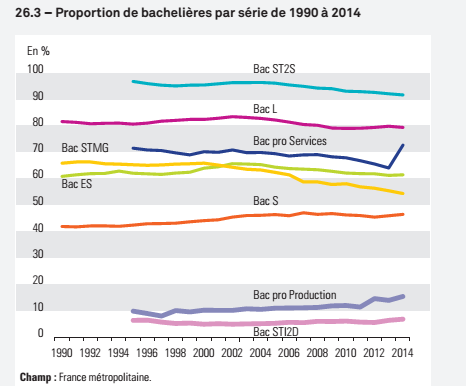 26.3 – Proportion de bachelières par série de 1990 à 2014
En %
100
90
80
70
60
50
40
30
20
10
0
Bac ST2S
Bac L
Bac pro Services
Bac STMG
Bac ES
Bac S
Bac pro Production
Bac STI2D
1990 1992 1994 1996 1998 2000 2002 2004 2006 2008 2010 2012 2014
Champ : France métropolitaine.